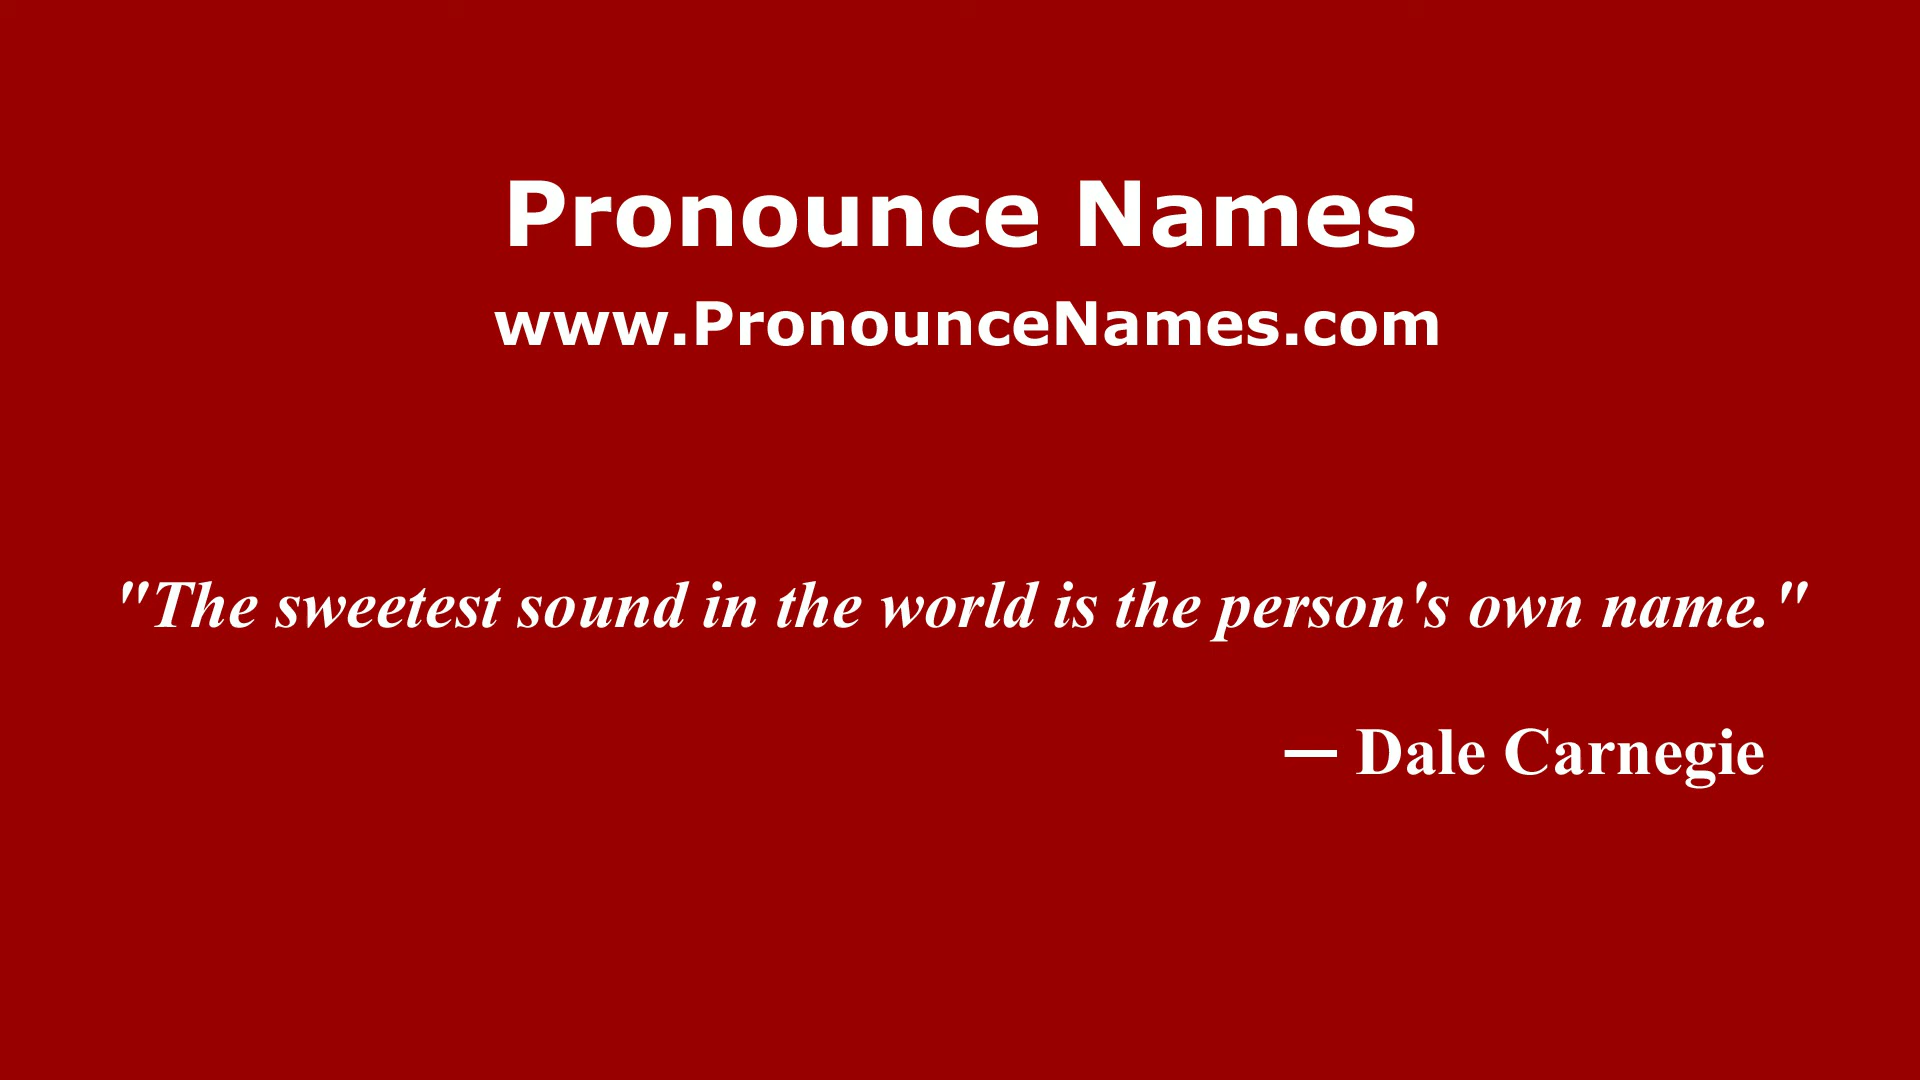 Pronounce Names
www.PronounceNames.com
"The sweetest sound in the world is the person's own name."
— Dale Carnegie